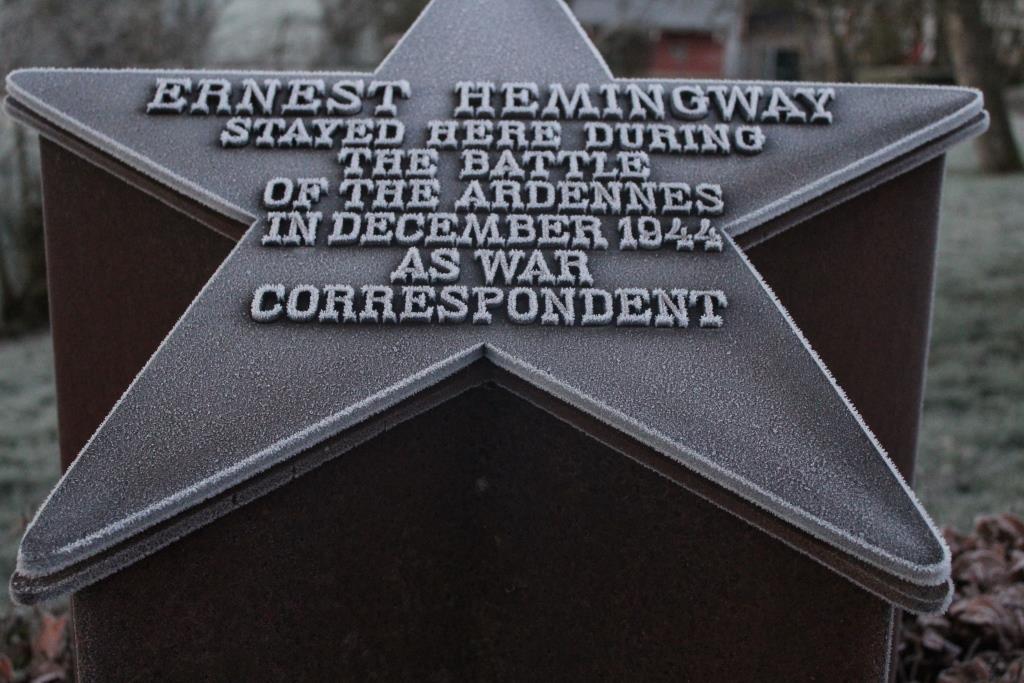 ERNEST HEMINGWAY
STAYED HERE DURING
THE BATTLE
OF THE ARDENNES
IN DECEMBER 1944
AS WAR
CORRESPONDENT